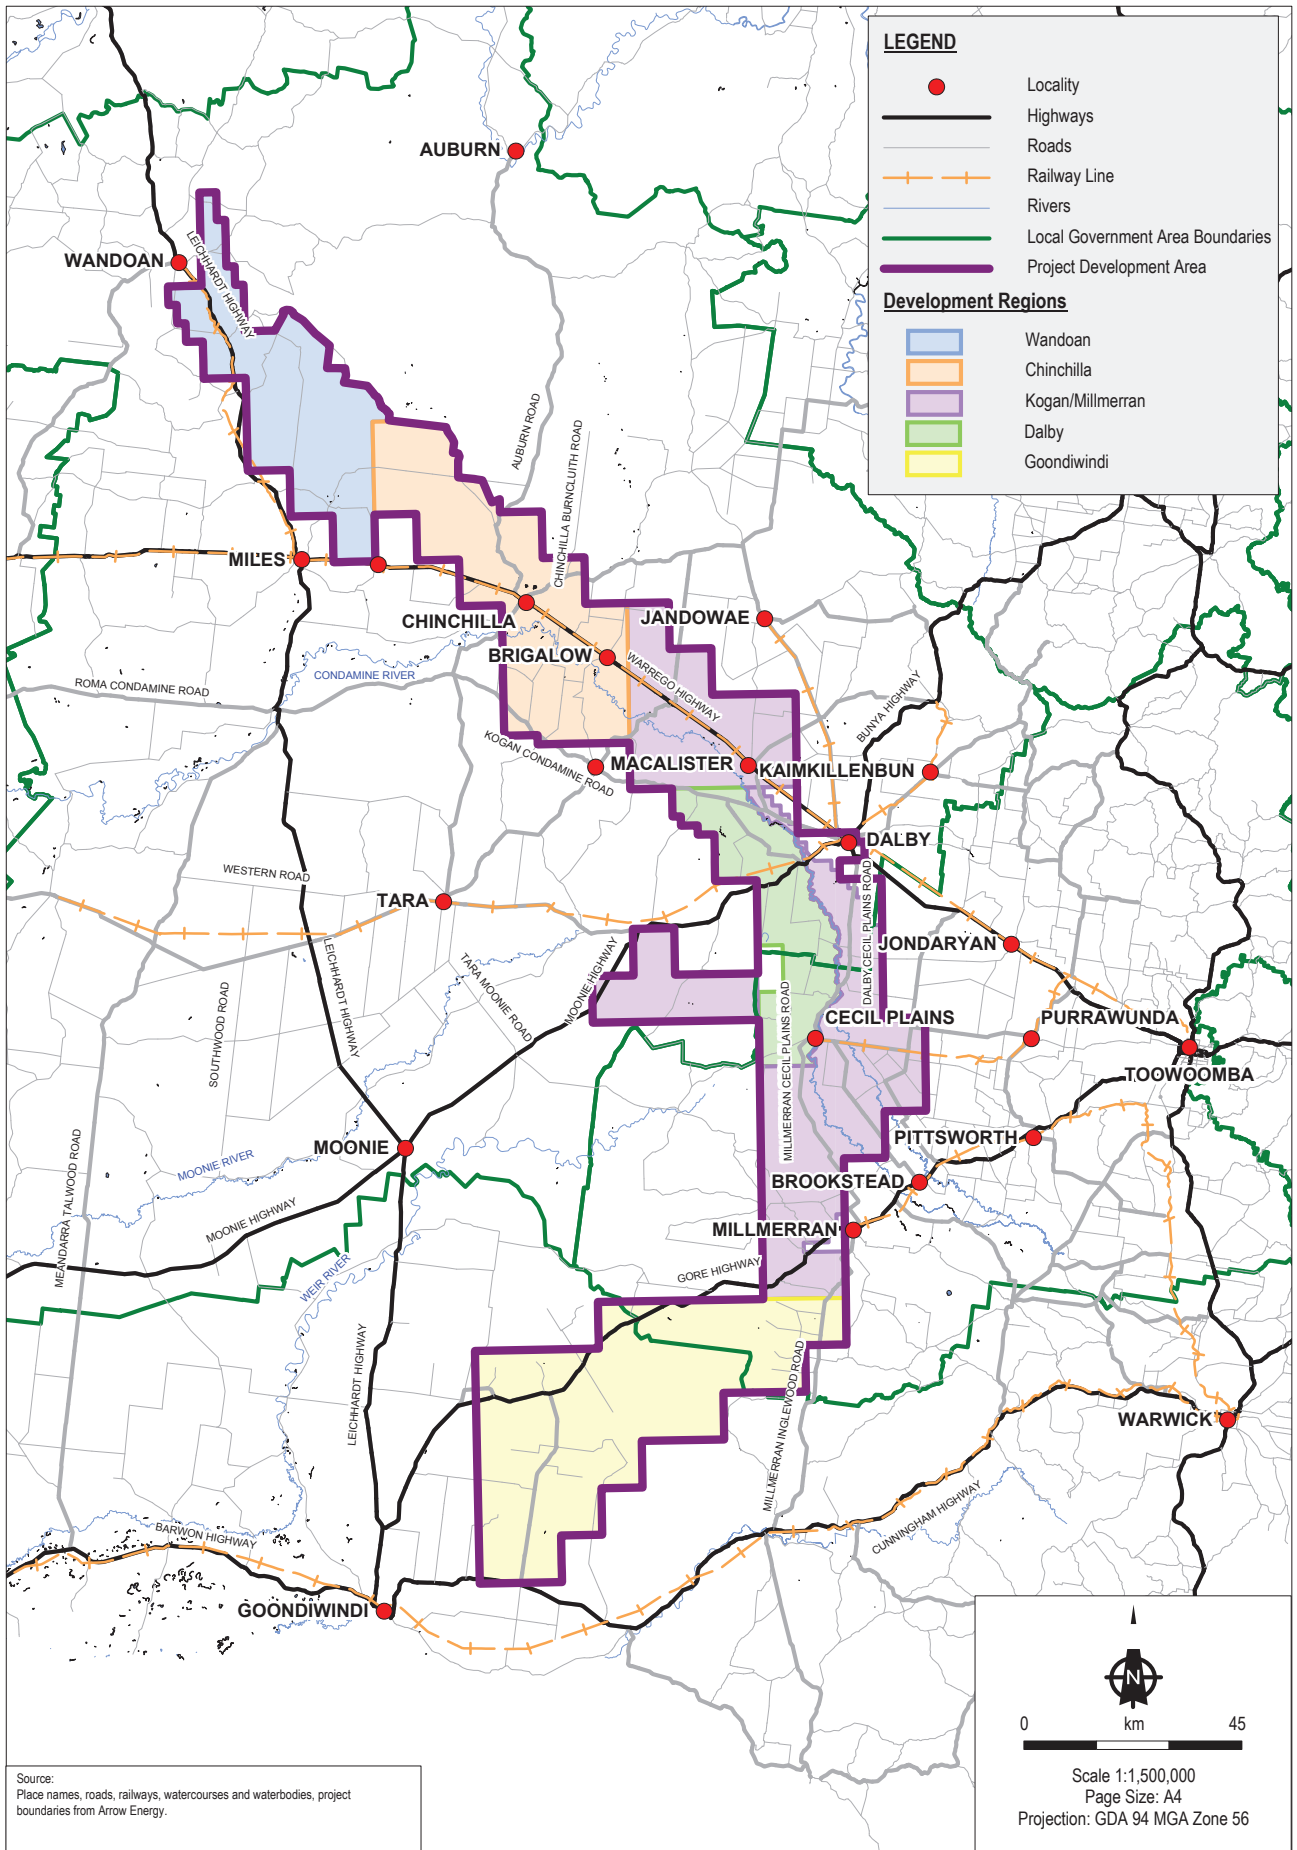 LEGEND
Locality
Highways
Roads
Railway Line
Rivers
Local Government Area Boundaries
Project Development Area
Development Regions
Wandoan
Chinchilla
Kogan/Millmerran
Dalby
Goondiwindi
AUBURN
WANDOAN
LEICHHARDT HIGHWAY
AUBURN ROAD
CHINCHILLA BURNCLUITH ROAD
MILES
CHINCHILLA
JANDOWAE
BRIGALOW
WARREGO HIGHWAY
CONDAMINE RIVER
ROMA CONDAMINE ROAD
BUNYA HIGHWAY
KOGAN CONDAMINE ROAD
MACALISTER
KAIMKILLENBUN
DALBY
WESTERN ROAD
TARA
DALBY CECIL PLAINS ROAD
JONDARYAN
LEICHHARDT HIGHWAY
TARA MOONIE ROAD
MOONIE HIGHWAY
SOUTHWOOD ROAD
MILLMERRAN CECIL PLAINS ROAD
CECIL PLAINS
PURRAWUNDA
TOOWOOMBA
MOONIE
PITTSWORTH
MOONIE RIVER
MEANDARRA TALWOOD ROAD
BROOKSTEAD
MOONIE HIGHWAY
MILLMERRAN
WEIR RIVER
GORE HIGHWAY
LEICHHARDT HIGHWAY
MILLMERRAN INGLEWOOD ROAD
WARWICK
CUNNINGHAM HIGHWAY
BARWON HIGHWAY
GOONDIWINDI
N
0 km 45
Scale 1:1,500,000
Page Size: A4
Projection: GDA 94 MGA Zone 56
Source:
Place names, roads, railways, watercourses and waterbodies, project
boundaries from Arrow Energy.